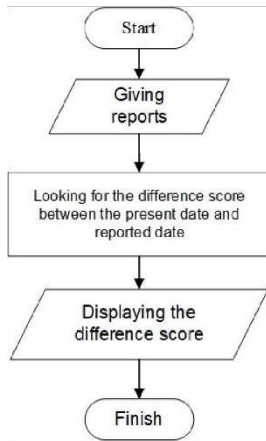 Start
Giving
reports
Looking for the difference score
between the present date and
reported date
Displaying the
difference score
Finish